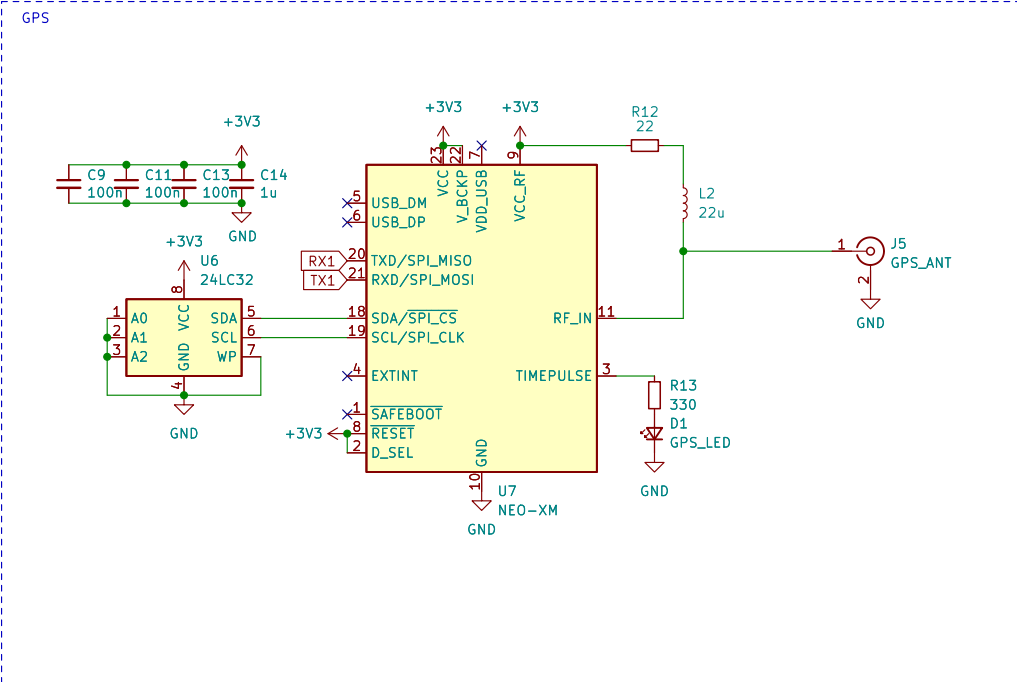 GPS
+3V3
+3V3
+3V3
R12
22
C9
100n
C11
100n
C13
100n
C14
1u
GND
+3V3
U6
24LC32
8
VCC
1
A0
2
A1
3
A2
SDA
5
SCL
6
WP
7
GND
4
GND
23
VCC
22
V_BCKP
7
VDD_USB
9
VCC_RF
5
USB_DM
6
USB_DP
RX1
20
TXD/SPI_MISO
TX1
21
RXD/SPI_MOSI
18
SDA/SPI_CS
19
SCL/SPI_CLK
4
EXTINT
1
SAFEBOOT
+3V3
8
RESET
2
D_SEL
RF_IN
11
TIMEPULSE
3
GND
10
U7
NEO-XM
GND
L2
22u
1
J5
GPS_ANT
2
GND
R13
330
D1
GPS_LED
GND